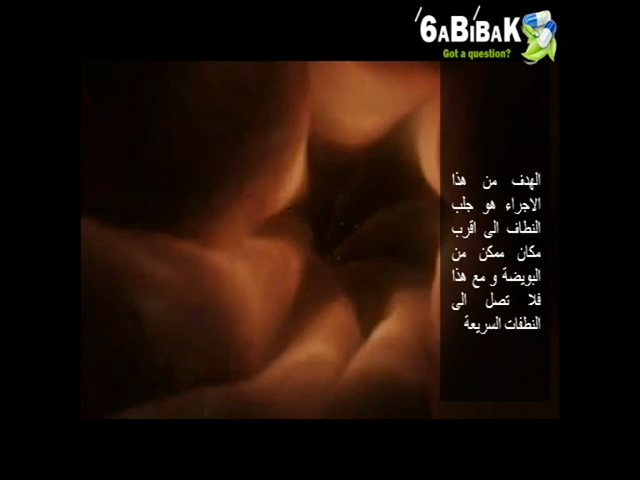 6ABiBAK
Got a question?
الهدف من هذا
الاجراء هو جلب
النطاف الى اقرب
مكان ممكن من
البويضة و مع هذا
فلا تصل الى
النطفات السريعة